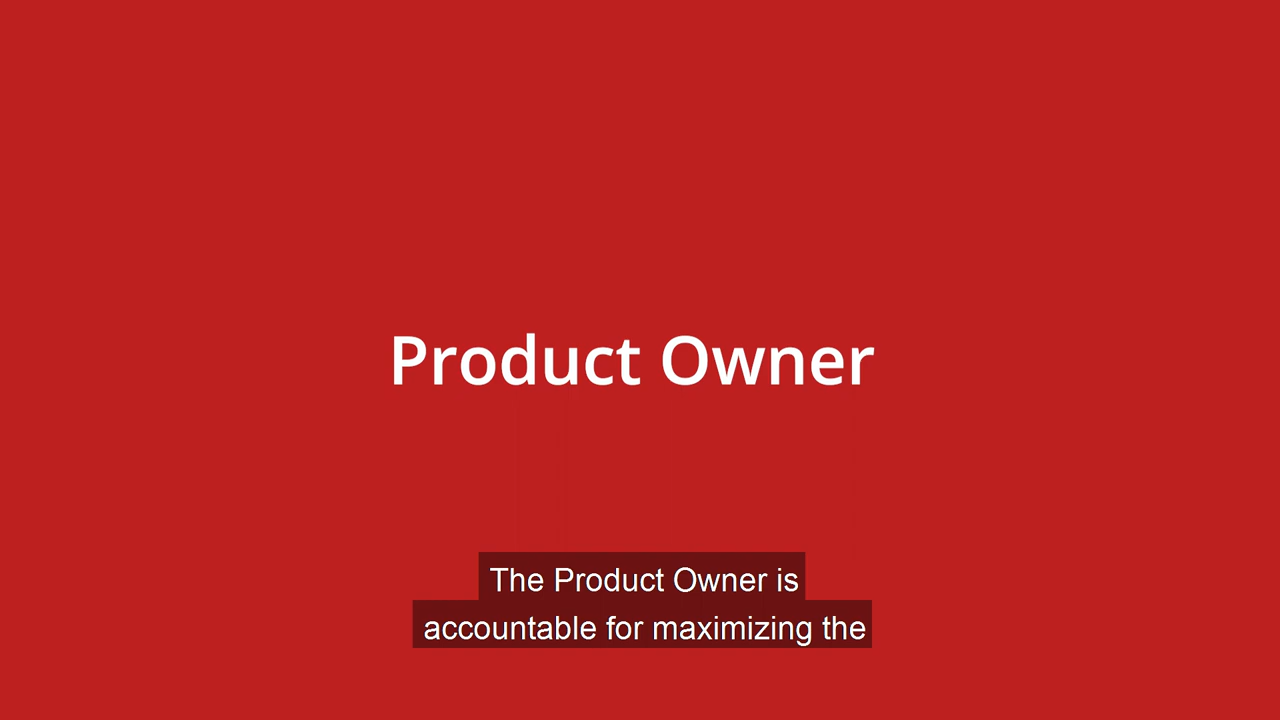 Product Owner
The Product Owner is
accountable for maximizing the